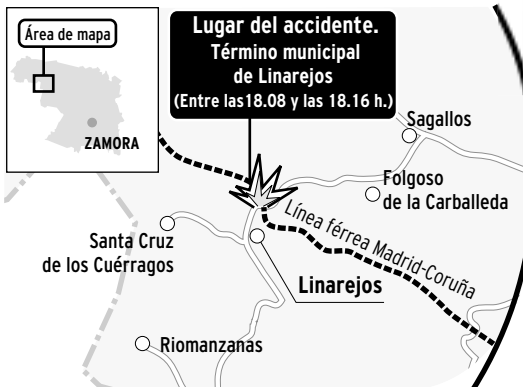 Área de mapa
ZAMORA
Lugar del accidente.
Término municipal
de Linarejos
(Entre las18.08 y las 18.16 h.)
Sagallos
Folgoso
de la Carballeda
Línea férrea Madrid-Coruña
Santa Cruz
de los Cuérragos
Linarejos
Riomanzanas